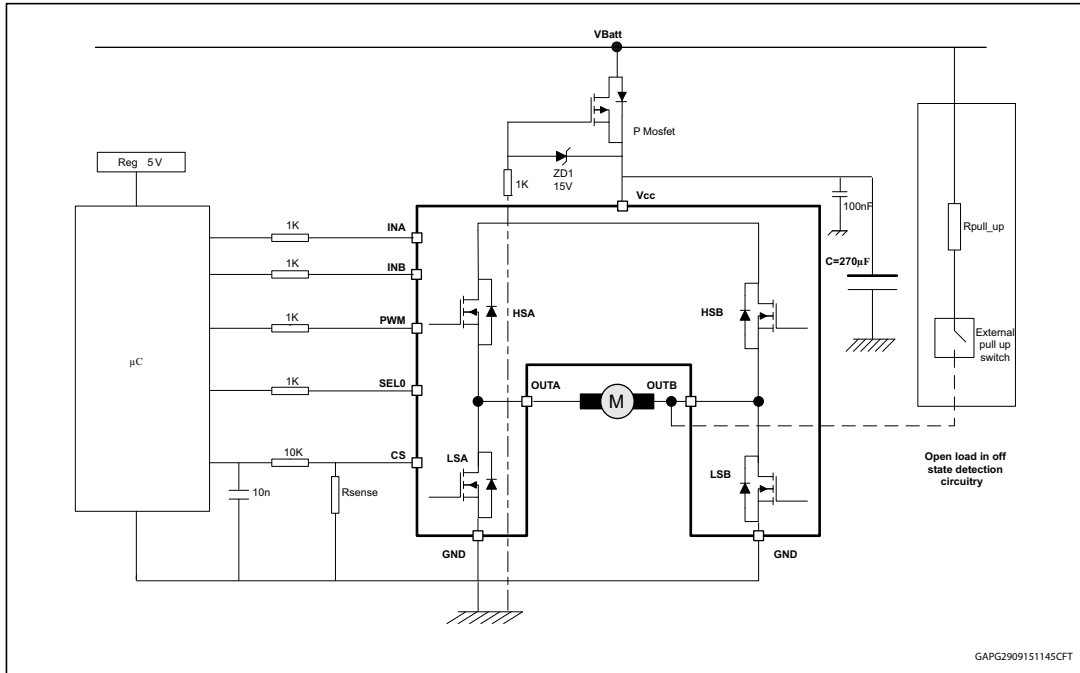 VBatt
P Mosfet
Reg 5 V
1K
ZD1
15V
Vcc
100nF
Rpull_up
C=270µF
1K
INA
1K
INB
HSA
HSB
1K
PWM
External
pull up
switch
µC
1K
SEL0
OUTA
OUTB
M
10K
CS
LSA
LSB
Open load in off
state detection
circuitry
10n
Rsense
GND
GND
GAPG2909151145CFT